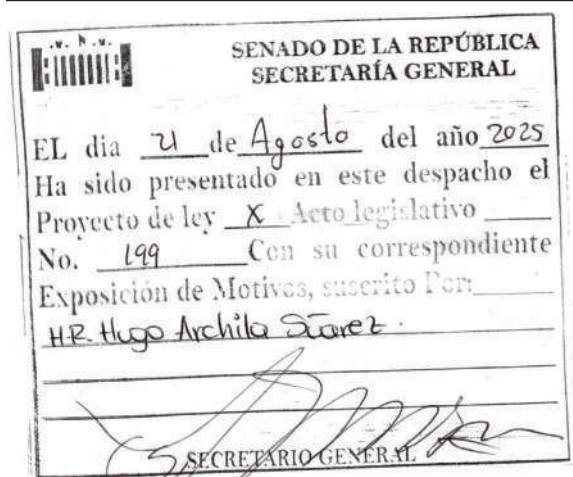 SENADO DE LA REPÚBLICA
SECRETARÍA GENERAL
EL dia 21 de Agosto del año 2025
Ha sido presentado en este despacho el
Proyecto de ley X Acto legislativo
No. 199 Con su correspondiente
Exposición de Motivos, suscrito Por:
H.R. Hugo Archila Súarez.
SECRETARIO GENERAL